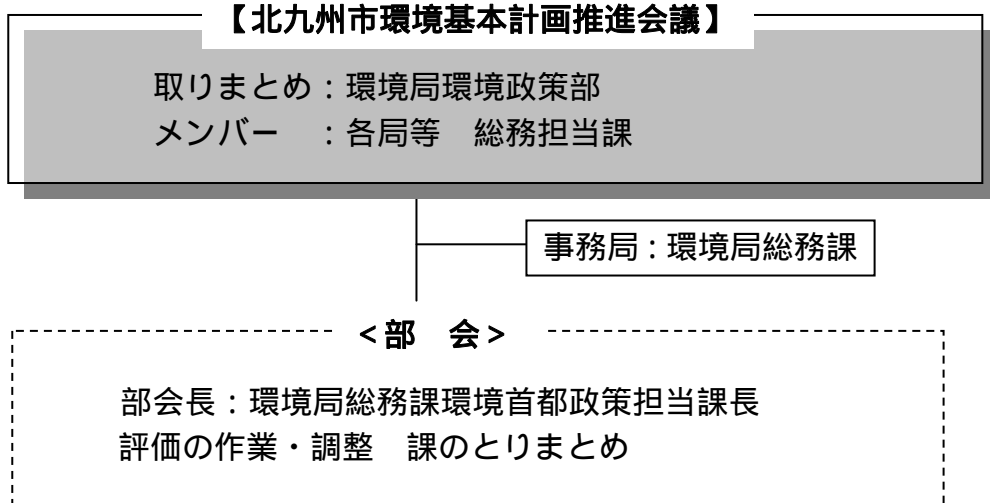 【北九州市環境基本計画推進会議】
取りまとめ：環境局環境政策部
メンバー　：各局等　総務担当課
事務局：環境局総務課
＜部　会＞
部会長：環境局総務課環境首都政策担当課長
評価の作業・調整　課のとりまとめ